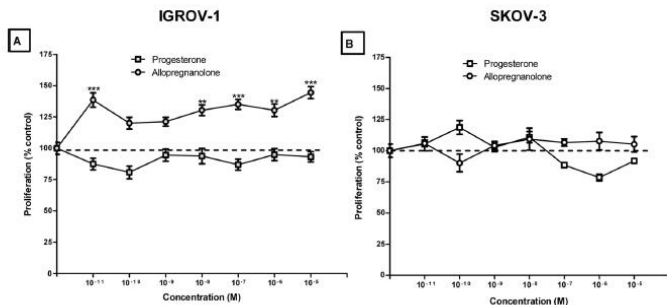 IGROV-1
A
Progesterone
Allopregnanolone
Proliferation (% control)
175
150
125
100
75
50
25
0
***
**
***
**
***
10⁻¹¹
10⁻¹⁰
10⁻⁹
10⁻⁸
10⁻⁷
10⁻⁶
10⁻⁵
Concentration (M)
SKOV-3
B
Progesterone
Allopregnanolone
Proliferation (% control)
175
150
125
100
75
50
25
0
10⁻¹¹
10⁻¹⁰
10⁻⁹
10⁻⁸
10⁻⁷
10⁻⁶
10⁻⁵
Concentration (M)